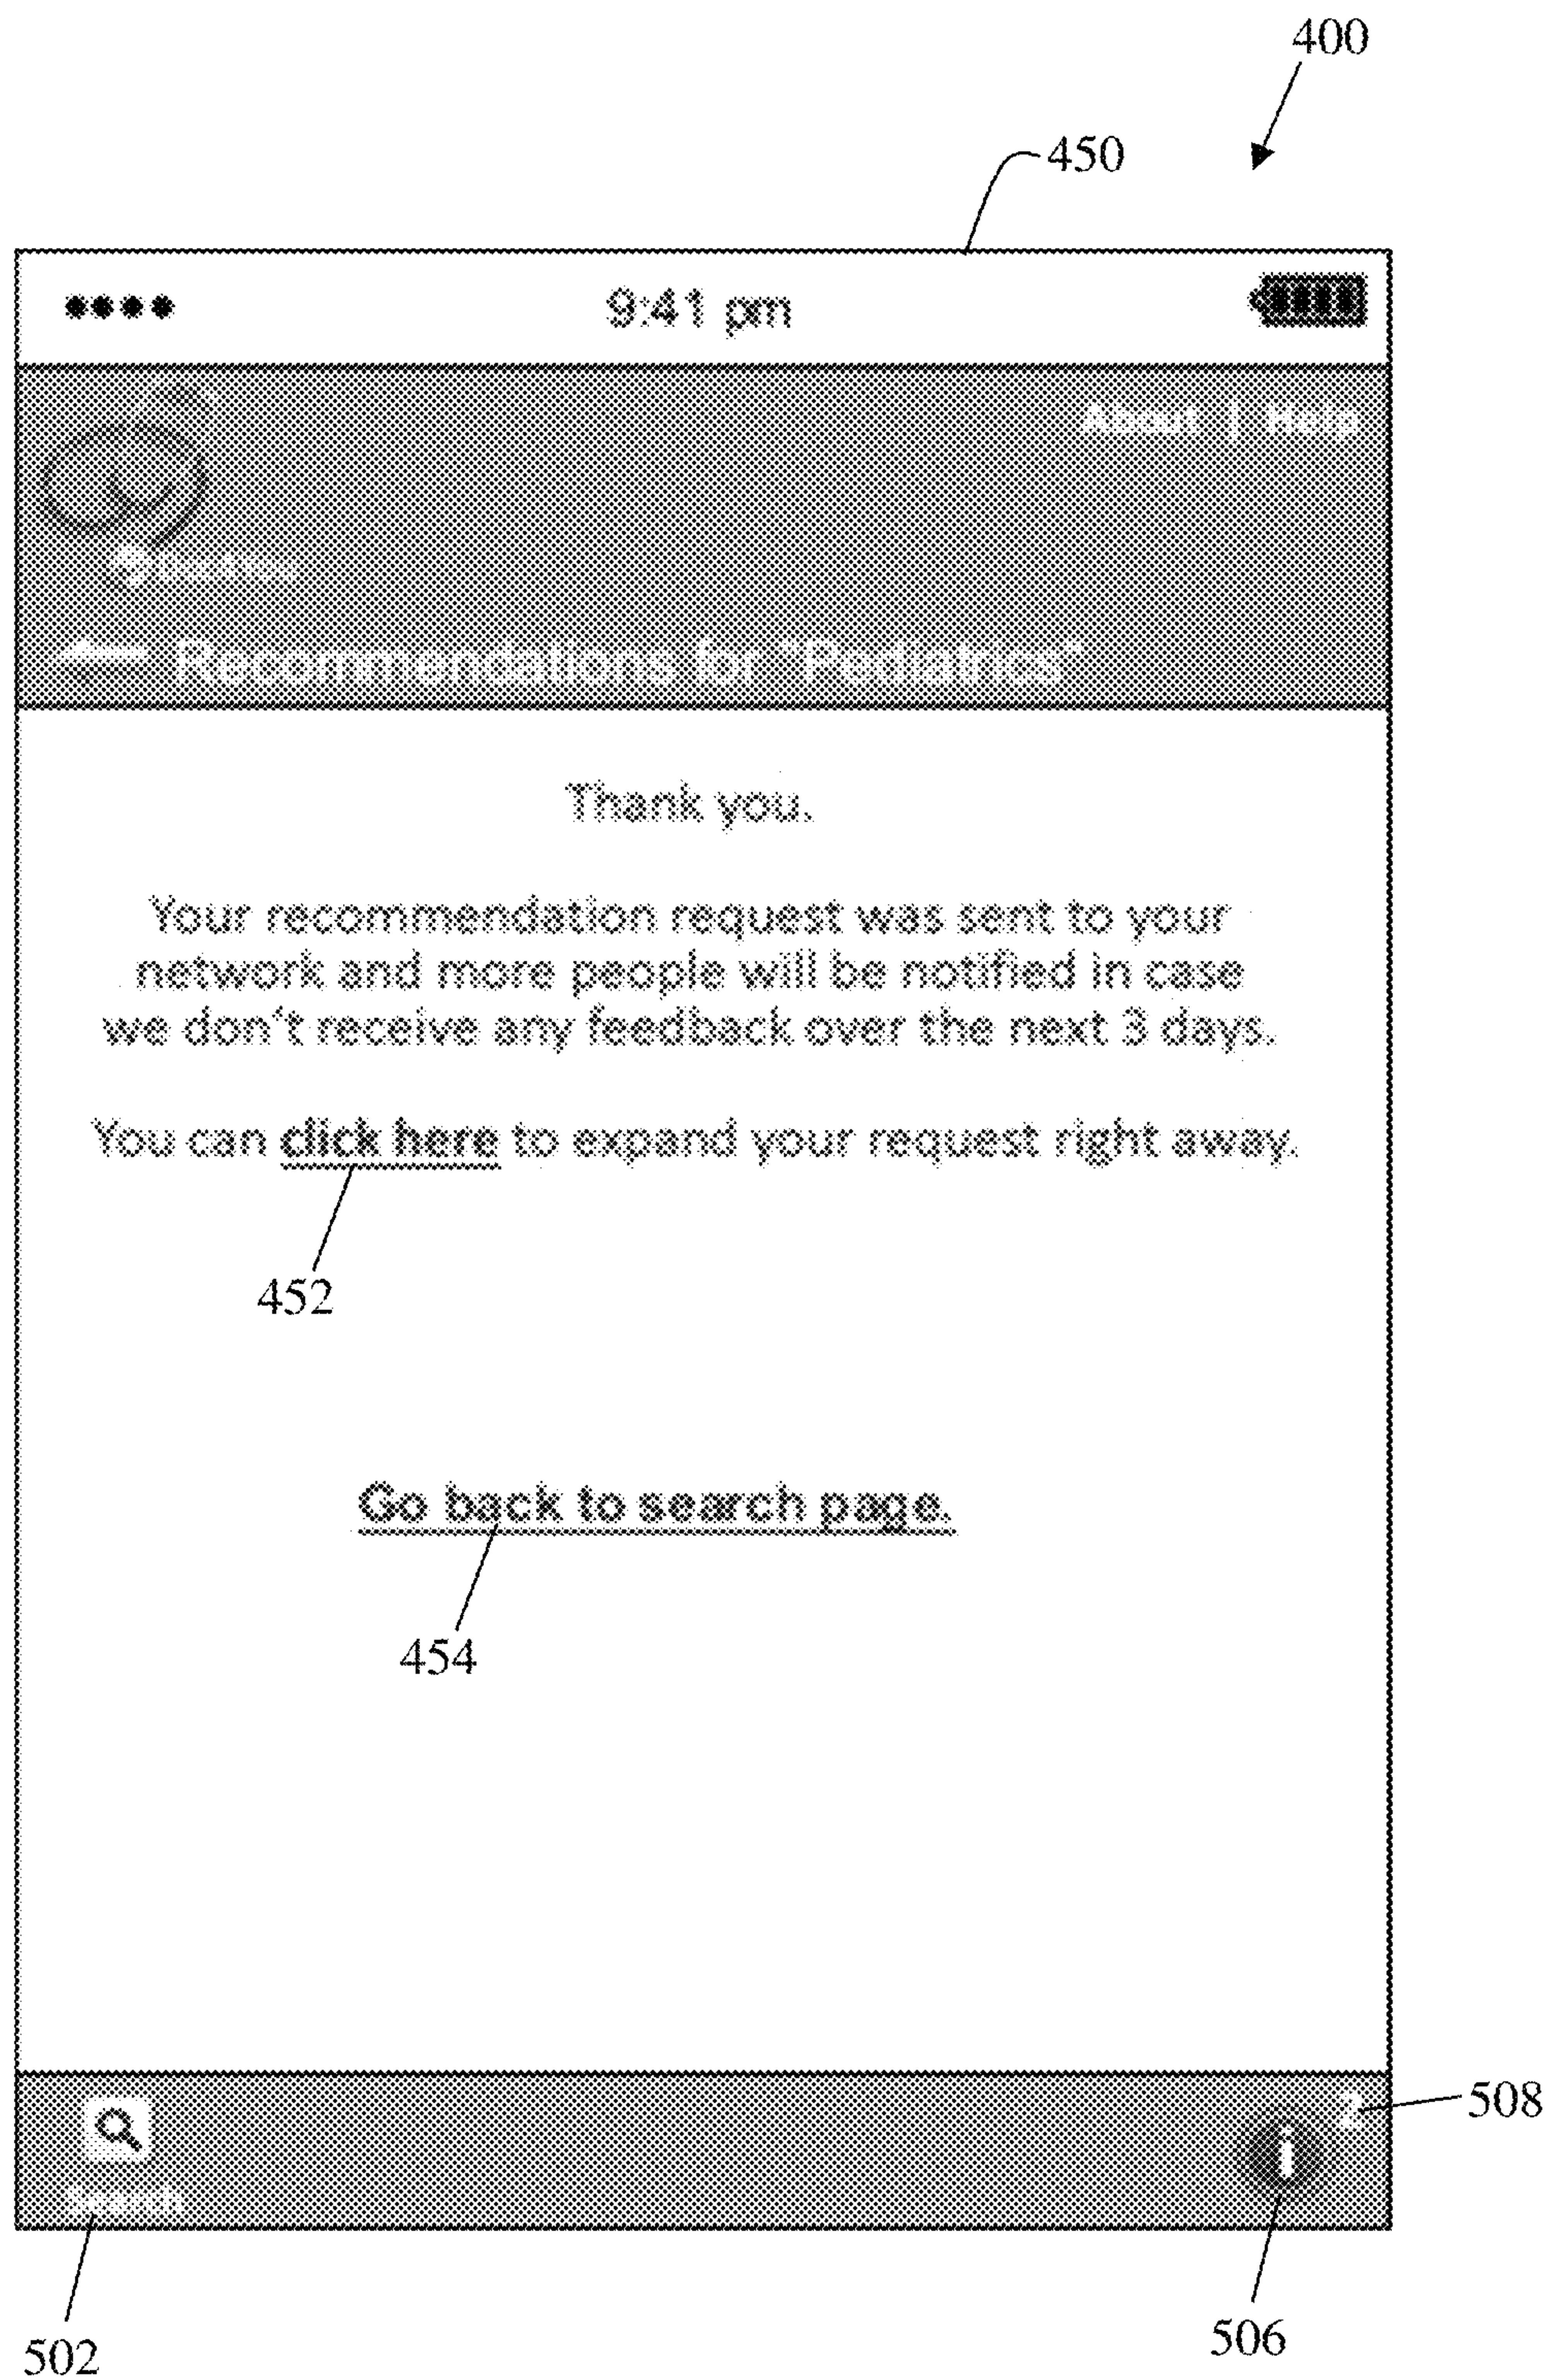 400
450
9:41 pm
About | Help
Recommendations for "Pediatrics"
Thank you.
Your recommendation request was sent to your
network and more people will be notified in case
we don't receive any feedback over the next 3 days.
You can click here to expand your request right away.
452
Go back to search page.
454
508
i
Search
502
506